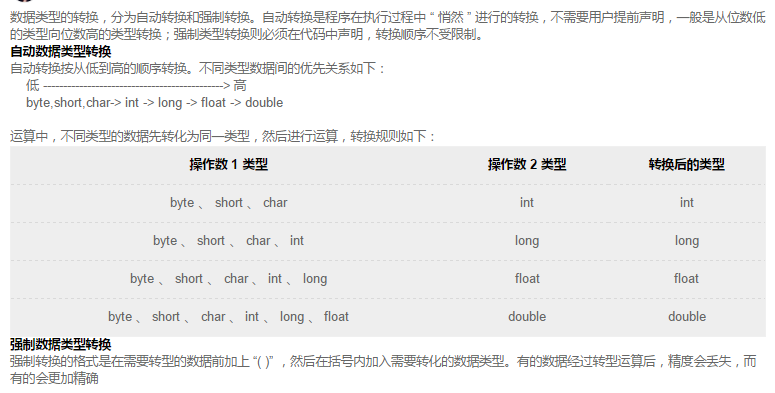 数据类型的转换，分为自动转换和强制转换。自动转换是程序在执行过程中 “ 悄然 ” 进行的转换，不需要用户提前声明，一般是从位数低
的类型向位数高的类型转换；强制类型转换则必须在代码中声明，转换顺序不受限制。
自动数据类型转换
自动转换按从低到高的顺序转换。不同类型数据间的优先关系如下：
低 ---------------------------------------------> 高
byte,short,char-> int -> long -> float -> double
运算中，不同类型的数据先转化为同一类型，然后进行运算，转换规则如下：
操作数 1 类型 操作数 2 类型 转换后的类型
byte 、 short 、 char int int
byte 、 short 、 char 、 int long long
byte 、 short 、 char 、 int 、 long float float
byte 、 short 、 char 、 int 、 long 、 float double double
强制数据类型转换
强制转换的格式是在需要转型的数据前加上 “( )” ，然后在括号内加入需要转化的数据类型。有的数据经过转型运算后，精度会丢失，而
有的会更加精确